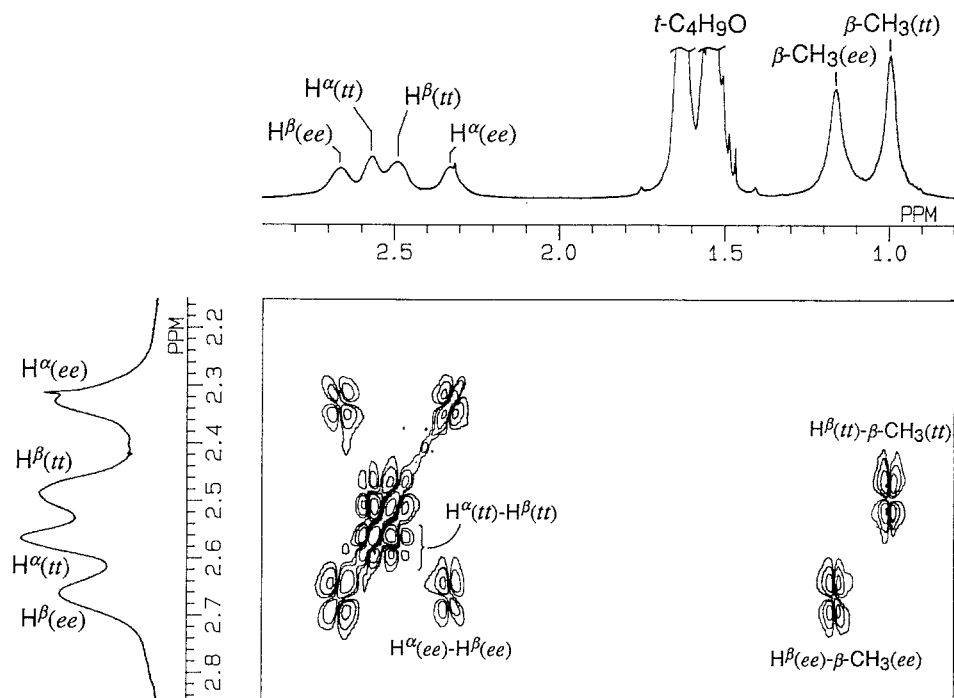 t-C4H9O
β-CH3(tt)
β-CH3(ee)
Hα(tt)
Hβ(tt)
Hβ(ee)
Hα(ee)
PPM
2.5 2.0 1.5 1.0
PPM
2.2
2.3
2.4
2.5
2.6
2.7
2.8
Hα(ee)
Hβ(tt)
Hα(tt)
Hβ(ee)
Hβ(tt)-β-CH3(tt)
Hα(tt)-Hβ(tt)
Hα(ee)-Hβ(ee)
Hβ(ee)-β-CH3(ee)